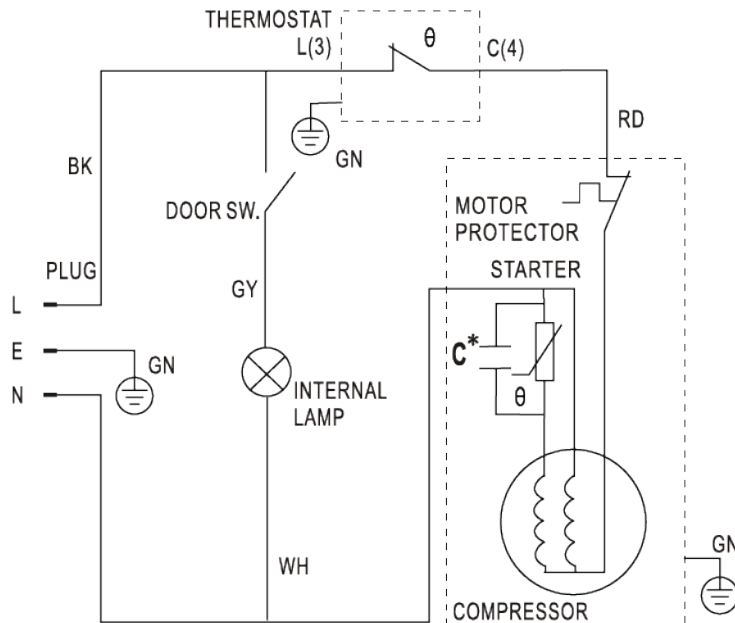 THERMOSTAT
L(3)
θ
C(4)
GN
RD
BK
DOOR SW.
MOTOR
PROTECTOR
PLUG
STARTER
L
GY
E
GN
C*
N
INTERNAL
LAMP
θ
WH
GN
COMPRESSOR